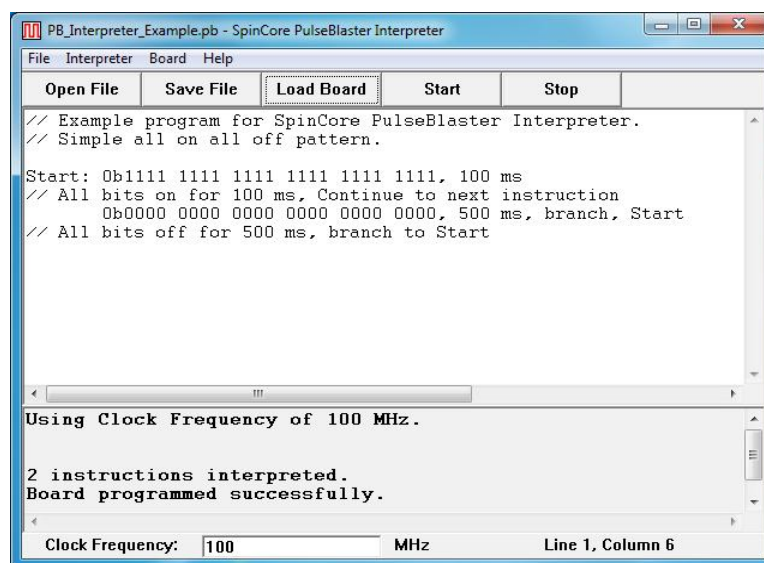 PB_Interpreter_Example.pb - SpinCore PulseBlaster Interpreter
File Interpreter Board Help
Open File Save File Load Board Start Stop
// Example program for SpinCore PulseBlaster Interpreter.
// Simple all on all off pattern.
Start: 0b1111 1111 1111 1111 1111 1111, 100 ms
// All bits on for 100 ms, Continue to next instruction
0b0000 0000 0000 0000 0000 0000, 500 ms, branch, Start
// All bits off for 500 ms, branch to Start
Using Clock Frequency of 100 MHz.
2 instructions interpreted.
Board programmed successfully.
Clock Frequency: 100 MHz Line 1, Column 6